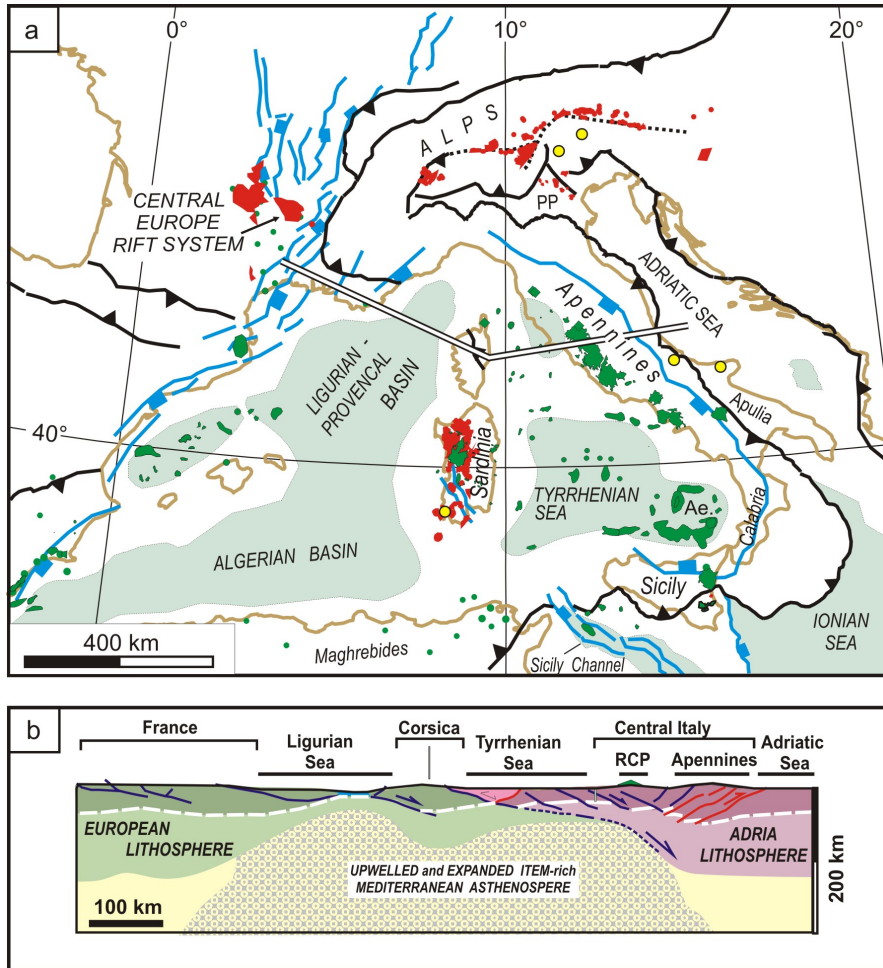 a
0°
10°
20°
ALPS
CENTRAL
EUROPE
RIFT SYSTEM
PP
ADRIATIC SEA
Apennines
LIGURIAN -
PROVENCAL
BASIN
Apulia
40°
Sardinia
TYRRHENIAN
SEA
Ae.
Calabria
ALGERIAN BASIN
Sicily
IONIAN
SEA
400 km
Maghrebides
Sicily Channel
b
France
Ligurian
Sea
Corsica
Tyrrhenian
Sea
Central Italy
RCP
Apennines
Adriatic
Sea
EUROPEAN
LITHOSPHERE
ADRIA
LITHOSPHERE
UPWELLED and EXPANDED ITEM-rich
MEDITERRANEAN ASTHENOSPERE
100 km
200 km